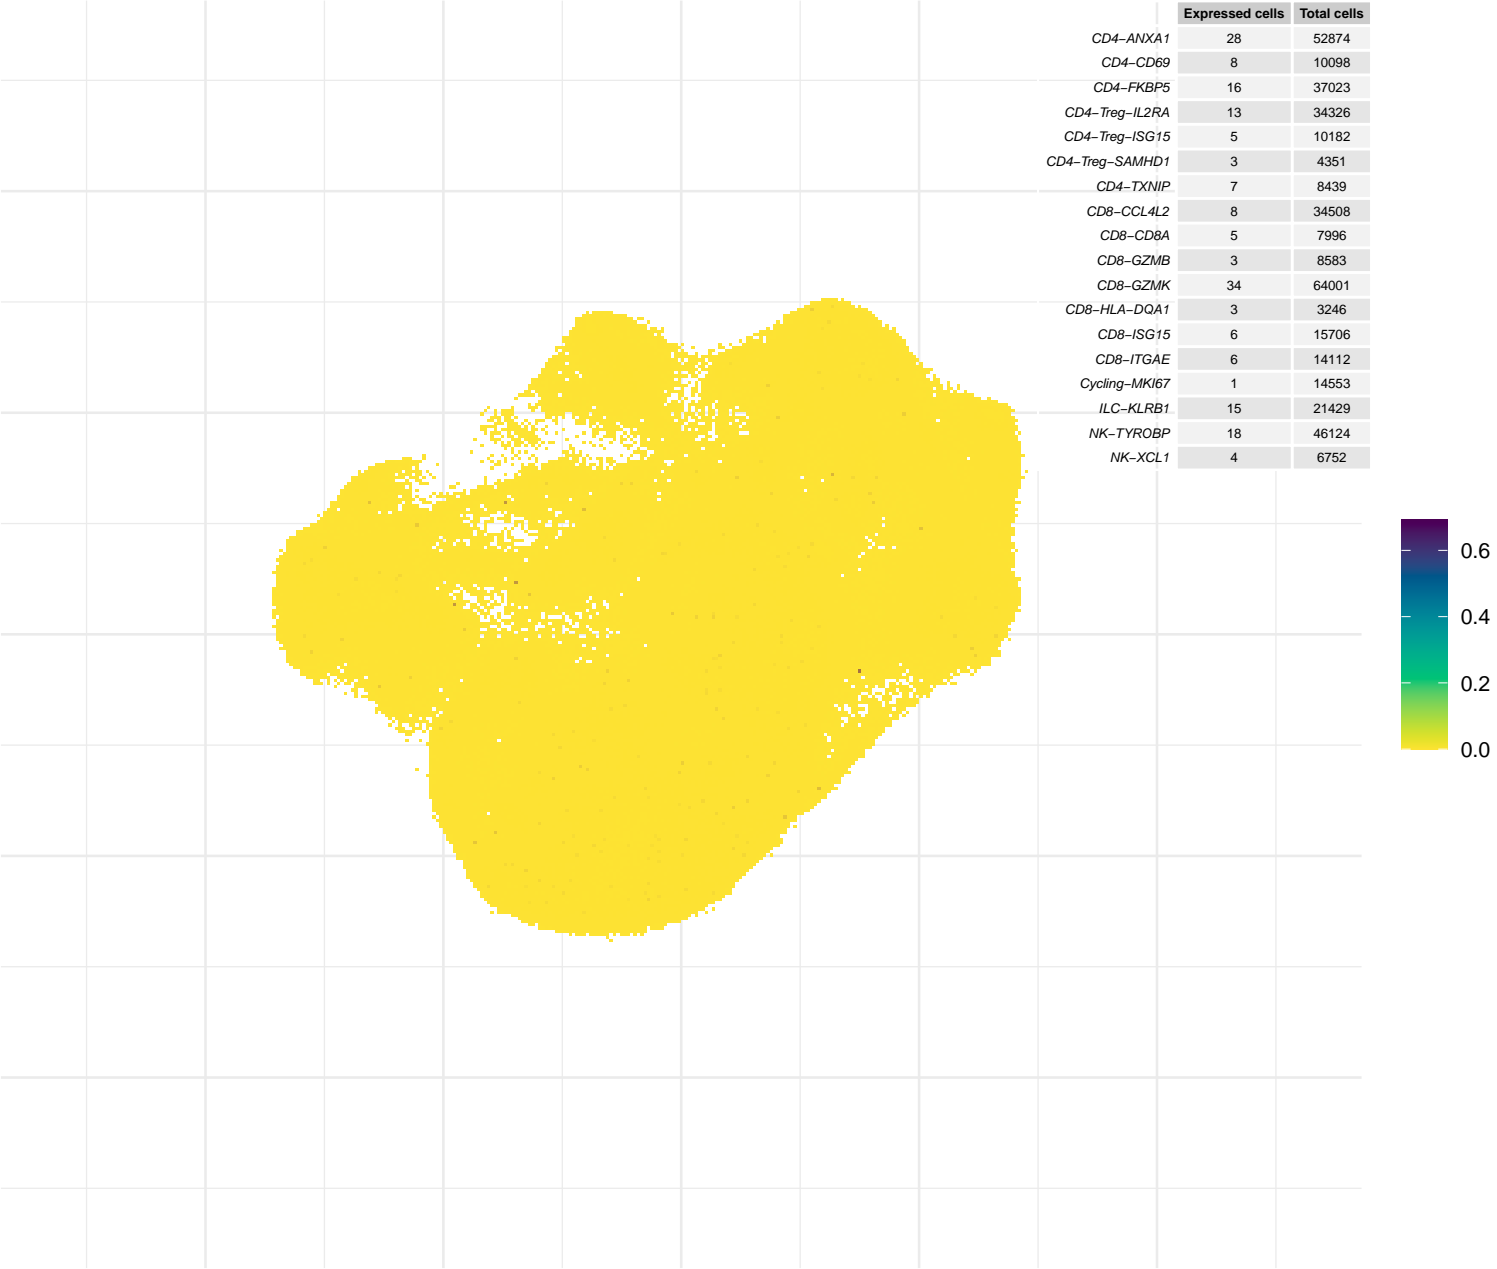 Expressed cells Total cells
CD4−ANXA1 28 52874
CD4−CD69 8 10098
CD4−FKBP5 16 37023
CD4−Treg−IL2RA 13 34326
CD4−Treg−ISG15 5 10182
CD4−Treg−SAMHD1 3 4351
CD4−TXNIP 7 8439
CD8−CCL4L2 8 34508
CD8−CD8A 5 7996
CD8−GZMB 3 8583
CD8−GZMK 34 64001
CD8−HLA−DQA1 3 3246
CD8−ISG15 6 15706
CD8−ITGAE 6 14112
Cycling−MKI67 1 14553
ILC−KLRB1 15 21429
NK−TYROBP 18 46124
NK−XCL1 4 6752
0.6
0.4
0.2
0.0